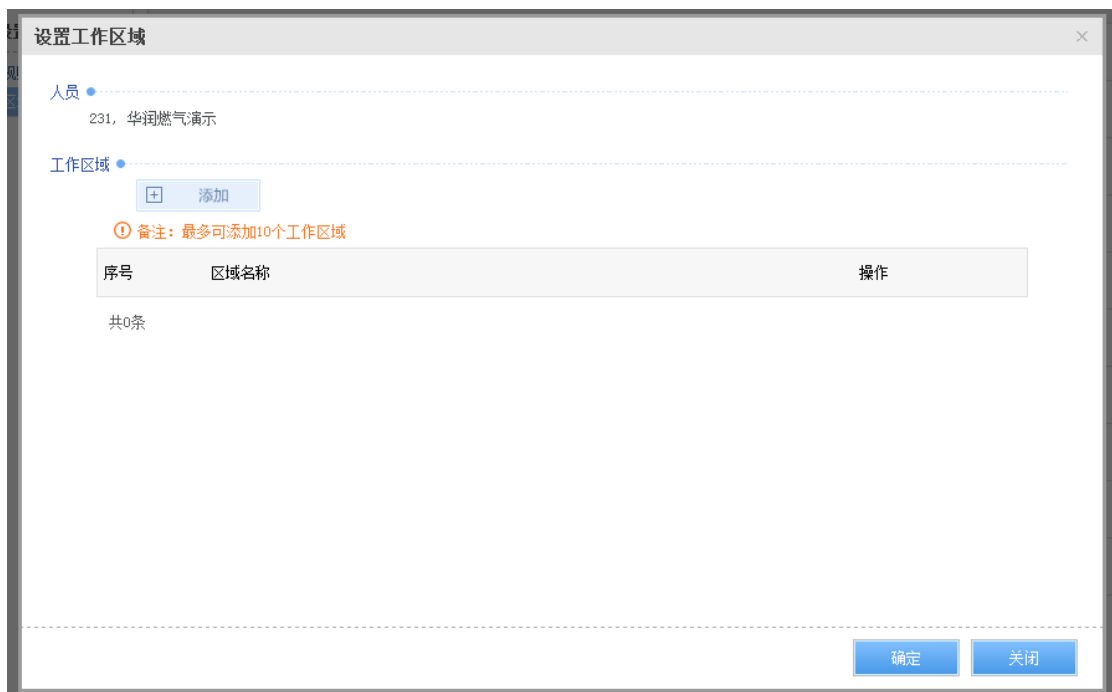 设置工作区域
人员
231, 华润燃气演示
工作区域
添加
备注：最多可添加10个工作区域
序号 区域名称 操作
共0条
确定 关闭